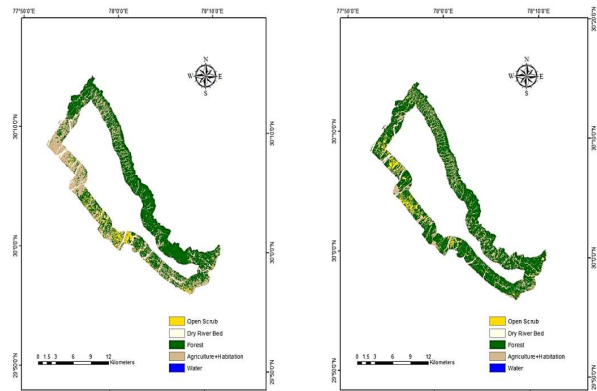 77°50'0"E 78°0'0"E 78°10'0"E
77°50'0"E 78°0'0"E 78°10'0"E
30°20'0"N
N
W E
S
N
W E
S
30°10'0"N
30°10'0"N
30°0'0"N
30°0'0"N
29°50'0"N
29°50'0"N
Open Scrub
Dry River Bed
Forest
Agriculture+Habitation
Water
0 1.5 3 6 9 12
Kilometers
Open Scrub
Dry River Bed
Forest
Agriculture+Habitation
Water
0 1.5 3 6 9 12
Kilometers